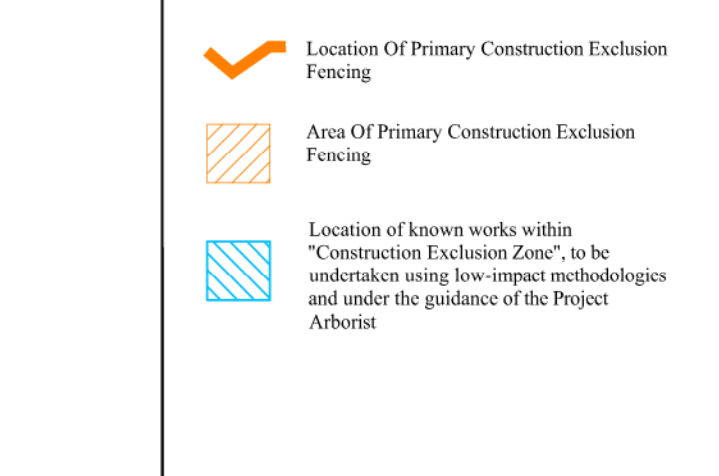 Location Of Primary Construction Exclusion
Fencing
Area Of Primary Construction Exclusion
Fencing
Location of known works within
"Construction Exclusion Zone", to be
undertaken using low-impact methodologies
and under the guidance of the Project
Arborist